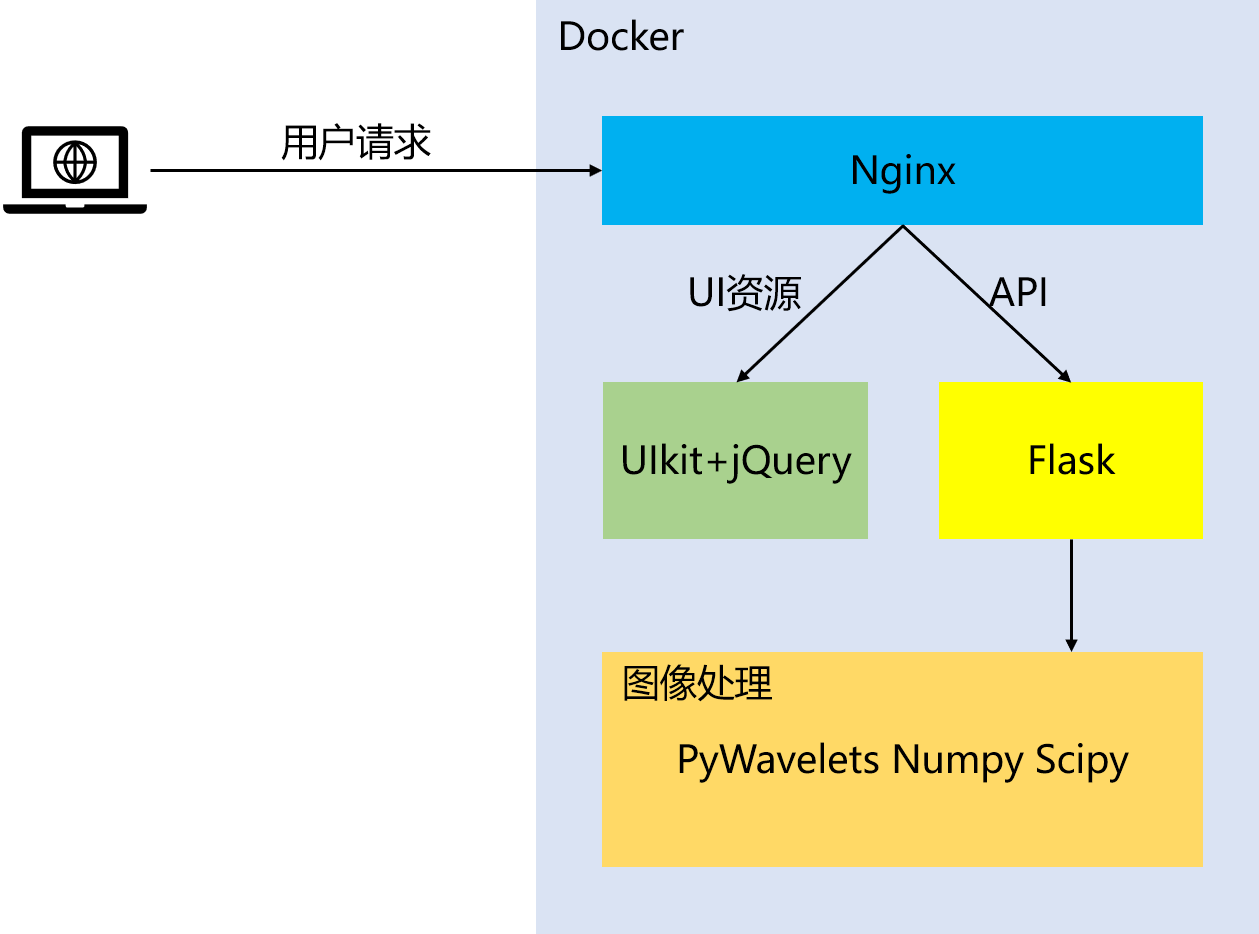 Docker
用户请求
Nginx
UI资源
API
UIkit+jQuery
Flask
图像处理
PyWavelets Numpy Scipy